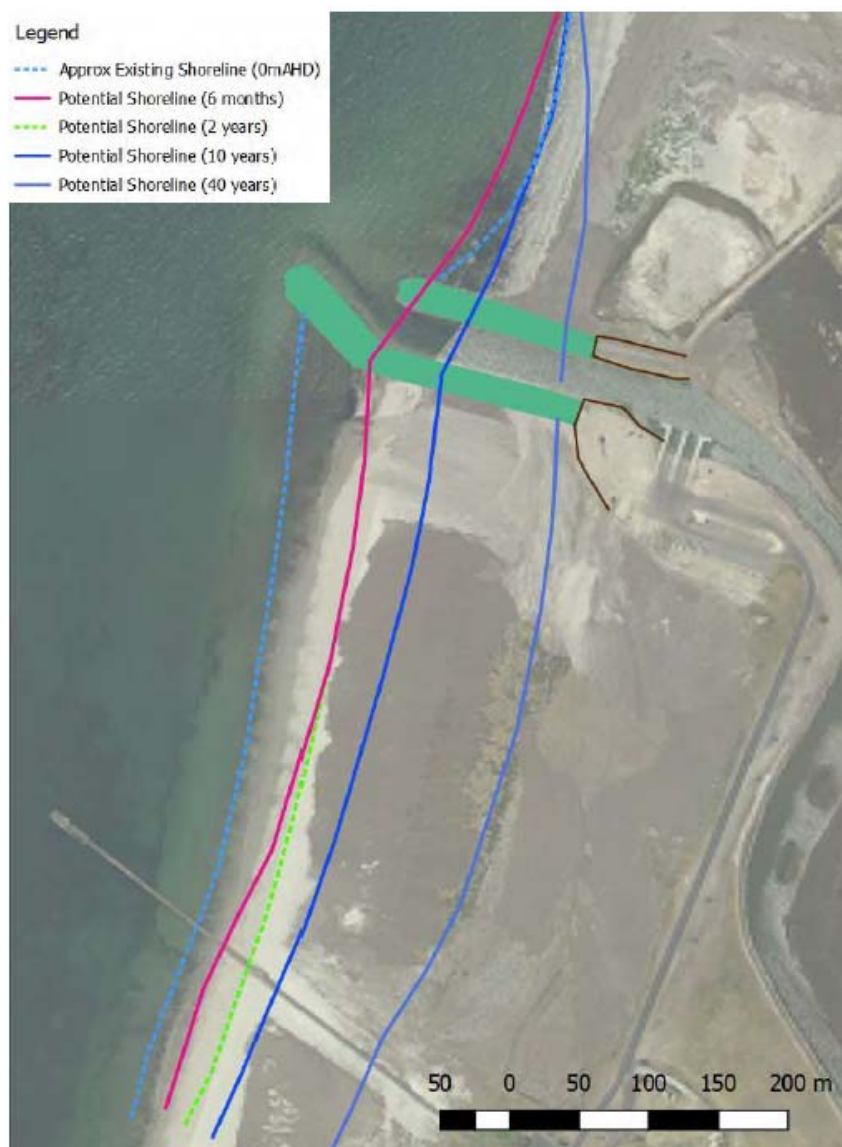 Legend
Approx Existing Shoreline (0mAHD)
Potential Shoreline (6 months)
Potential Shoreline (2 years)
Potential Shoreline (10 years)
Potential Shoreline (40 years)
50 0 50 100 150 200 m